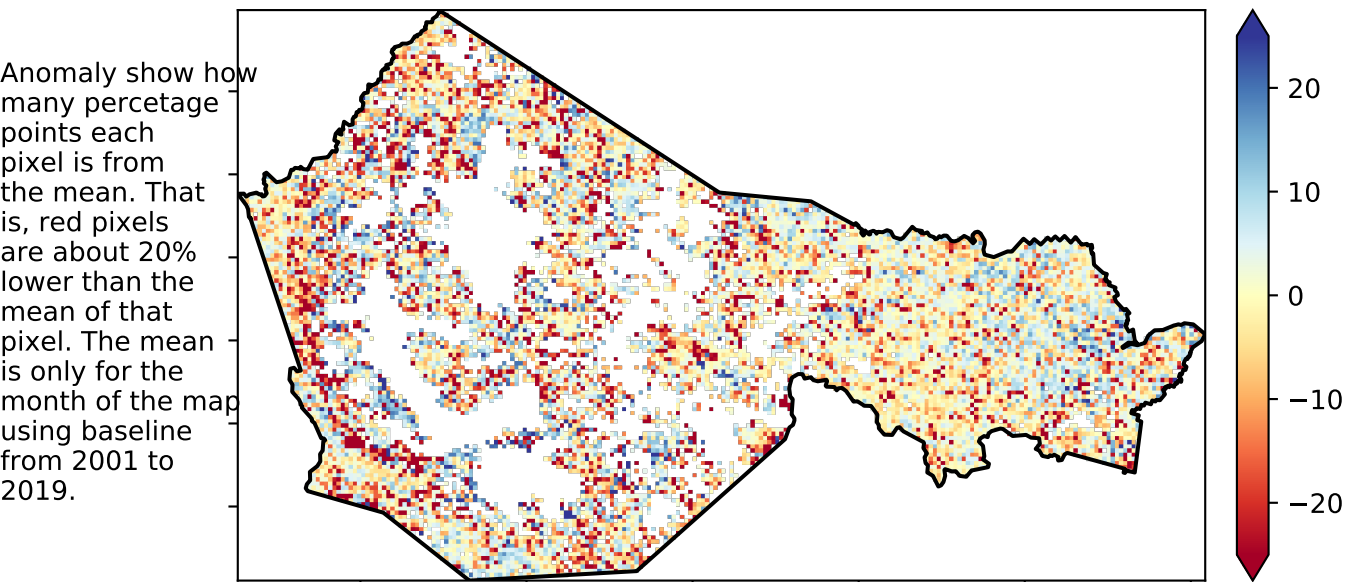 Anomaly show how
many percetage
points each
pixel is from
the mean. That
is, red pixels
are about 20%
lower than the
mean of that
pixel. The mean
is only for the
month of the map
using baseline
from 2001 to
2019.
20
10
0
−10
−20